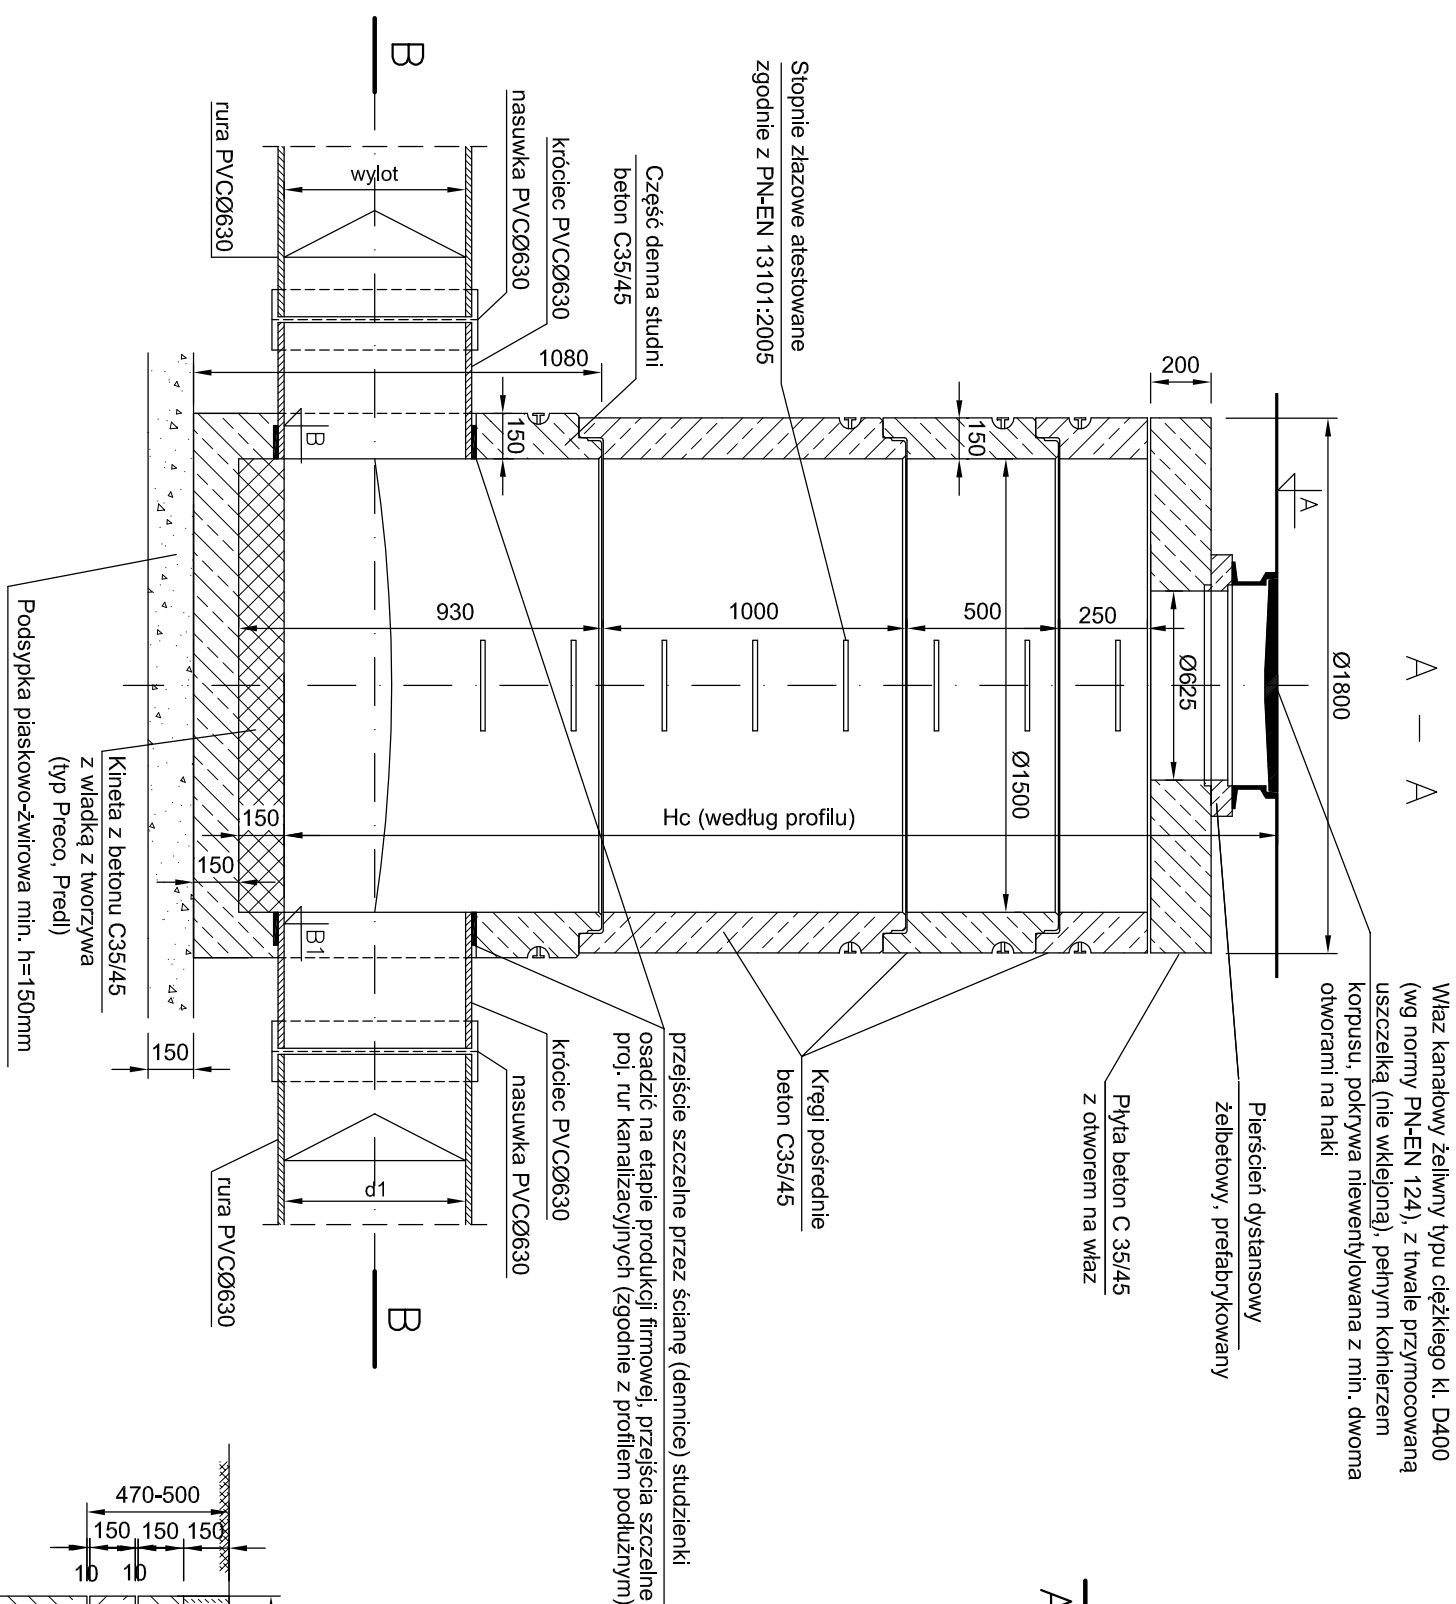 A — A
Właz kanałowy żeliwny typu ciężkiego kl. D400
(wg normy PN-EN 124), z trwale przymocowaną
uszczelką (nie wklejoną), pełnym kołnierzem
korpusu, pokrywa niewentylowana z min. dwoma
otworami na haki
Ø1800
A
Pierścień dystansowy
żelbetowy, prefabrykowany
200
Ø625
Płyta beton C 35/45
z otworem na właz
250
500
1000
930
150
Ø1500
Hc (według profilu)
Stopnie złazowe atestowane
zgodnie z PN-EN 13101:2005
Kręgi pośrednie
beton C35/45
Część denna studni
beton C35/45
przejście szczelne przez ścianę (dennice) studzienki
osadzić na etapie produkcji firmowej, przejścia szczelne
proj. rur kanalizacyjnych (zgodnie z profilem podłużnym)
1080
150
króciec PVCØ630
nasuwka PVCØ630
rura PVCØ630
króciec PVCØ630
nasuwka PVCØ630
rura PVCØ630
B
B
wylot
d1
B
B1
150
150
150
Kineta z betonu C35/45
z wladką z tworzywa
(typ Preco, Predl)
Podsypka piaskowo-żwirowa min. h=150mm
470-500
150
150
150
10
10
A